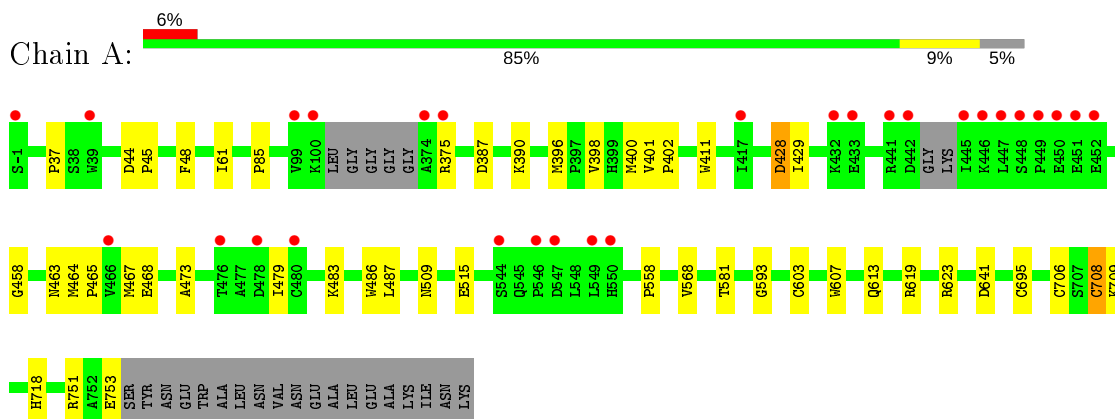 6%
Chain A:
85% 9% 5%
S-1 P37 S38 W39 D44 P45 F48 I61 P85 V99 K100 LEU GLY GLY GLY GLY A374 R375 D387 K390 M396 P397 V398 H399 M400 V401 P402 W411 I417 D428 I429 K432 E433 R441 D442 GLY LYS I445 K446 L447 S448 P449 E450 E451 E452
G458 N463 M464 P465 V466 M467 E468 A473 T476 A477 D478 I479 C480 K483 W486 L487 N509 E515 S544 Q545 P546 D547 L548 L549 H550 P558 V568 T581 G593 C603 W607 Q613 R619 R623 D641 C695 C706 S707 C708 K709
H718 R751 A752 E753 SER TYR ASN GLU TRP ALA LEU ASN VAL ASN GLU ALA LEU GLU ALA LYS ILE ASN LYS